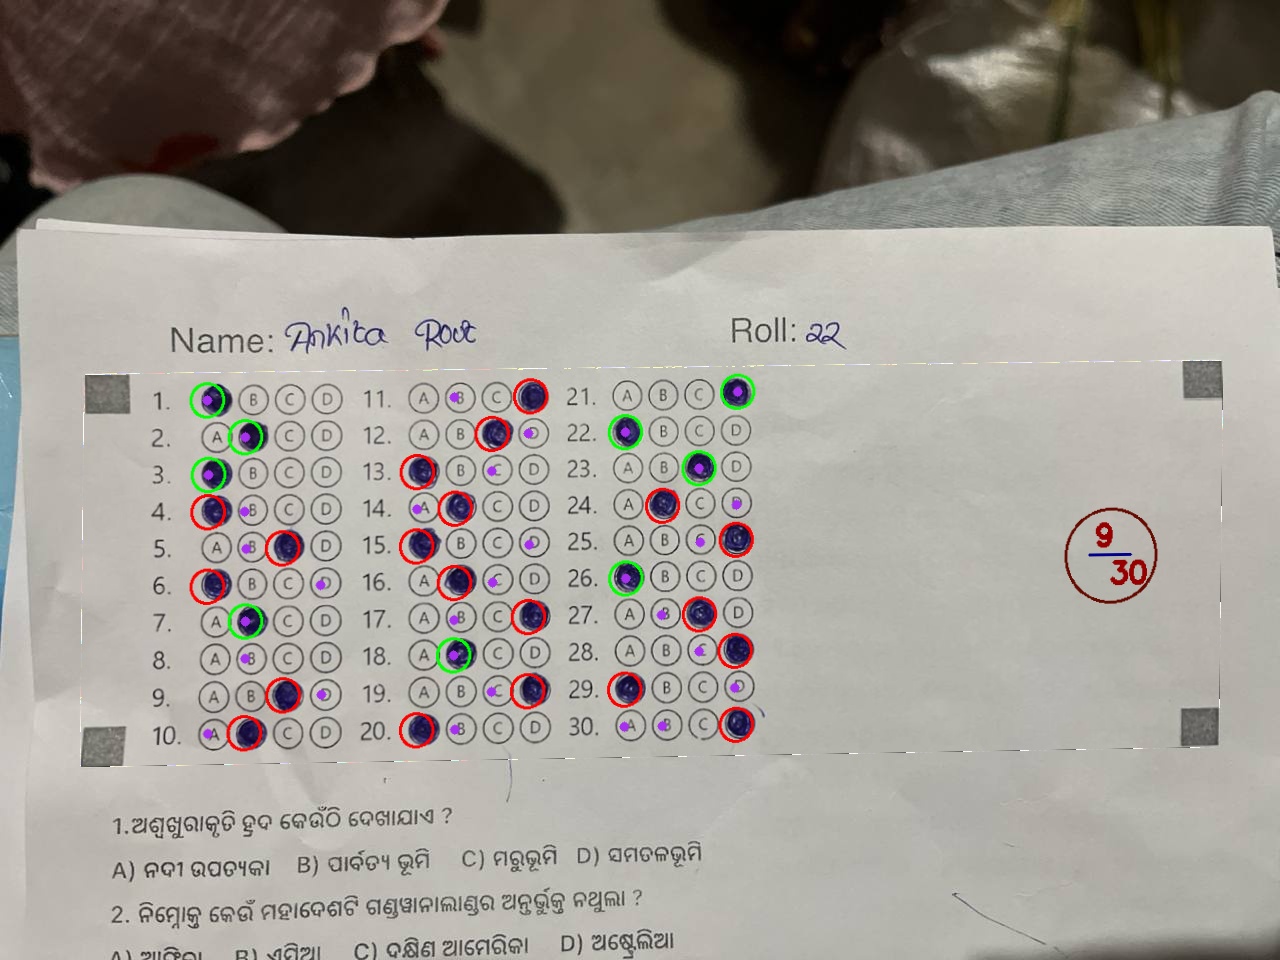 Name: Ankita Rout Roll: 22
1. A B C D 11. A B C D 21. A B C D
2. A B C D 12. A B C D 22. A B C D
3. A B C D 13. A B C D 23. A B C D
4. A B C D 14. A B C D 24. A B C D
5. A B C D 15. A B C D 25. A B C D
6. A B C D 16. A B C D 26. A B C D
7. A B C D 17. A B C D 27. A B C D
8. A B C D 18. A B C D 28. A B C D
9. A B C D 19. A B C D 29. A B C D
10. A B C D 20. A B C D 30. A B C D
9
30
1.ଅଶ୍ୱଖୁରାକୃତି ହ୍ରଦ କେଉଁଠି ଦେଖାଯାଏ ?
A) ନଦୀ ଉପତ୍ୟକା B) ପାର୍ବତ୍ୟ ଭୂମି C) ମରୁଭୂମି D) ସମତଳଭୂମି
2. ନିମ୍ନୋକ୍ତ କେଉଁ ମହାଦେଶଟି ଗଣ୍ଡୱାନାଲାଣ୍ଡର ଅନ୍ତର୍ଭୁକ୍ତ ନଥିଲା ?
A) ଆଫ୍ରିକା B) ଏସିଆ C) ଦକ୍ଷିଣ ଆମେରିକା D) ଅଷ୍ଟ୍ରେଲିଆ